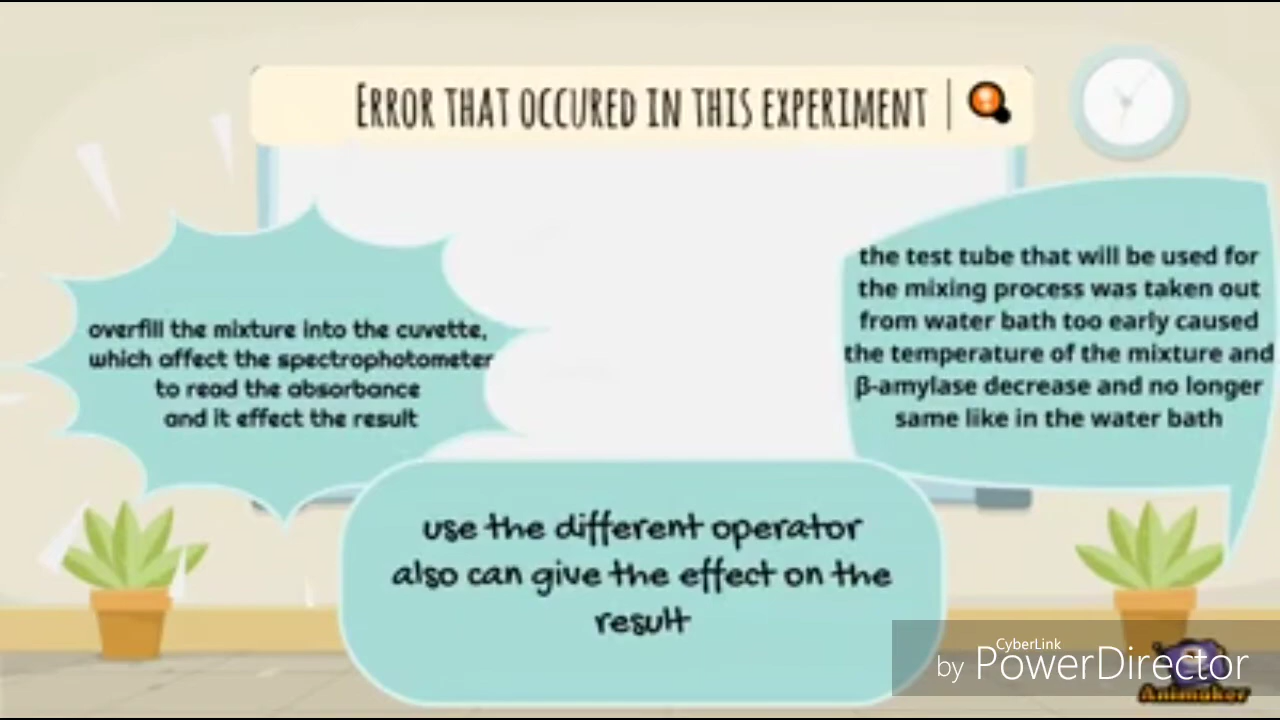 ERROR THAT OCCURED IN THIS EXPERIMENT
overfill the mixture into the cuvette,
which affect the spectrophotometer
to read the absorbance
and it effect the result
the test tube that will be used for
the mixing process was taken out
from water bath too early caused
the temperature of the mixture and
β-amylase decrease and no longer
same like in the water bath
use the different operator
also can give the effect on the
result
CyberLink
by PowerDirector
Animaker